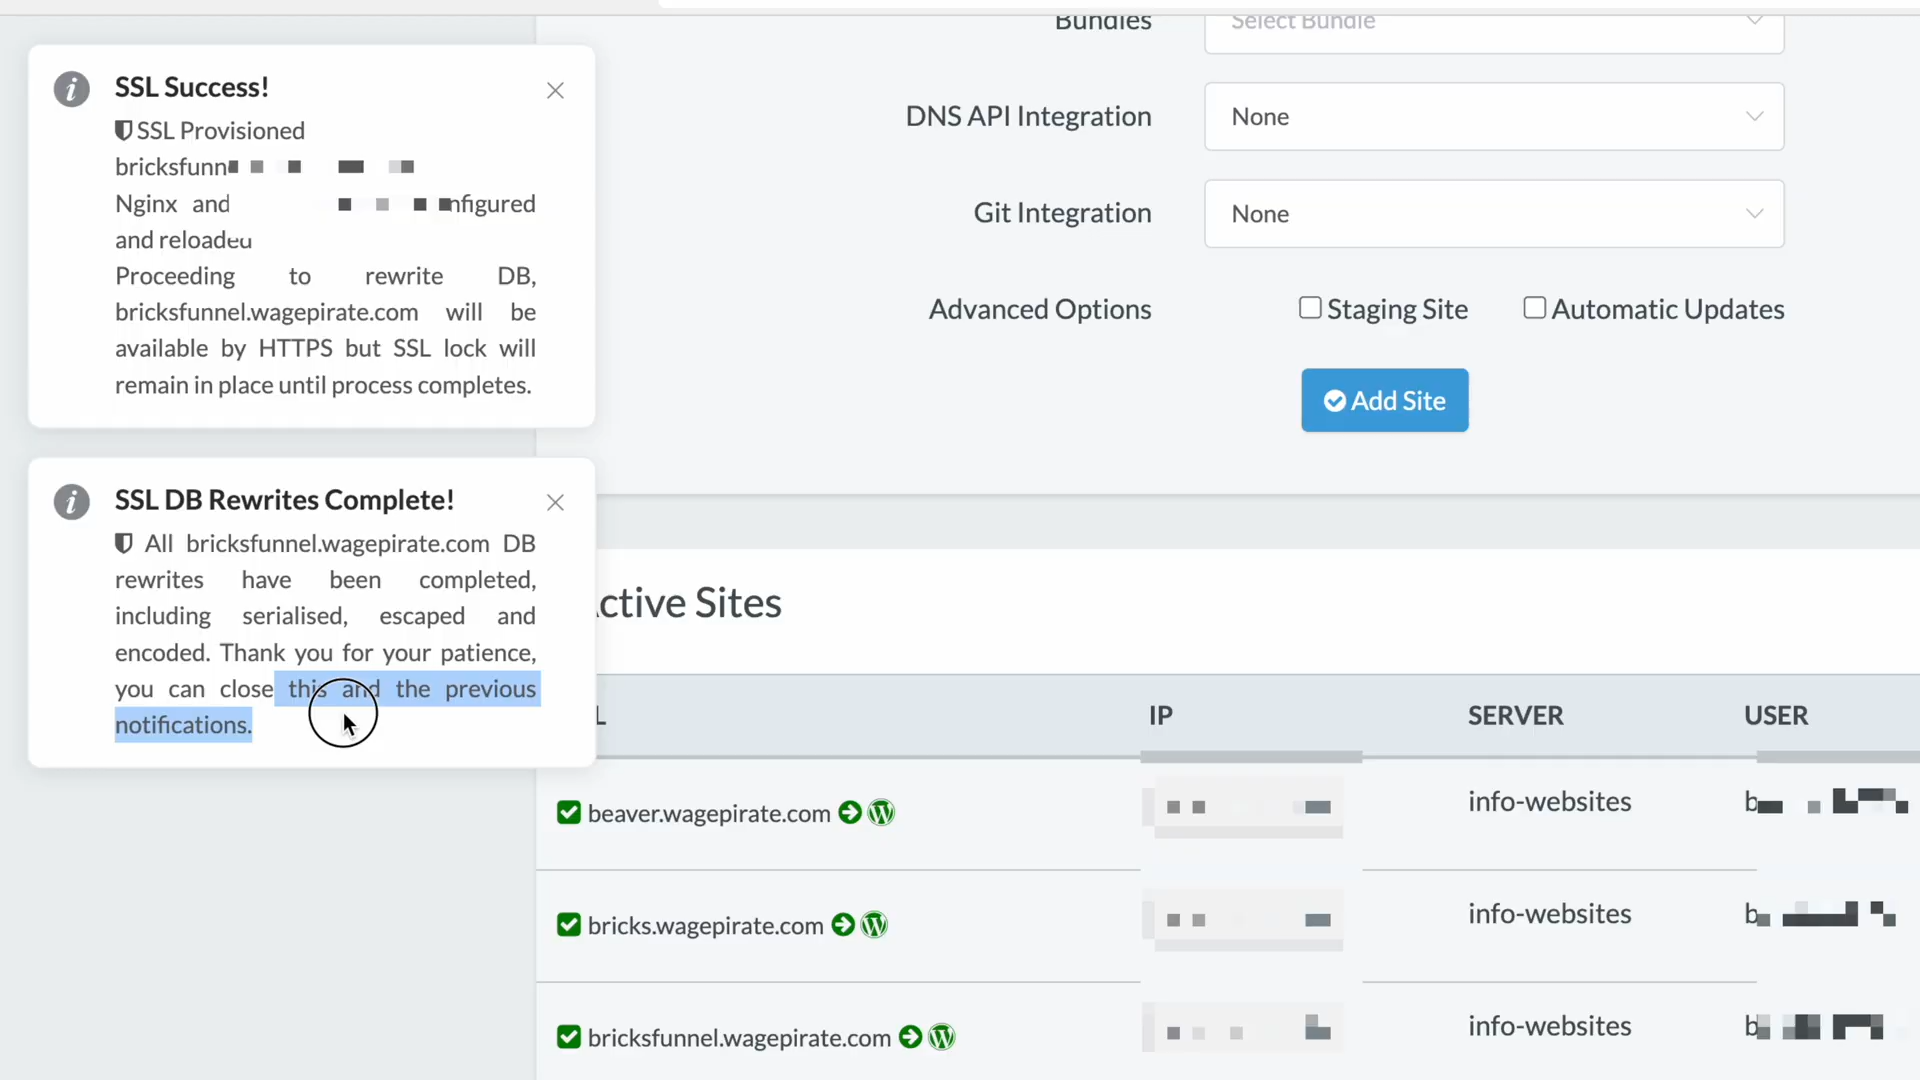 Bundles
Select Bundle
SSL Success!
SSL Provisioned
bricksfunn
Nginx and nfigured
and reloaded
Proceeding to rewrite DB,
bricksfunnel.wagepirate.com will be
available by HTTPS but SSL lock will
remain in place until process completes.
DNS API Integration
None
Git Integration
None
Advanced Options
Staging Site
Automatic Updates
Add Site
SSL DB Rewrites Complete!
All bricksfunnel.wagepirate.com DB
rewrites have been completed,
including serialised, escaped and
encoded. Thank you for your patience,
you can close this and the previous
notifications.
ctive Sites
L IP SERVER USER
beaver.wagepirate.com info-websites b
bricks.wagepirate.com info-websites b
bricksfunnel.wagepirate.com info-websites b